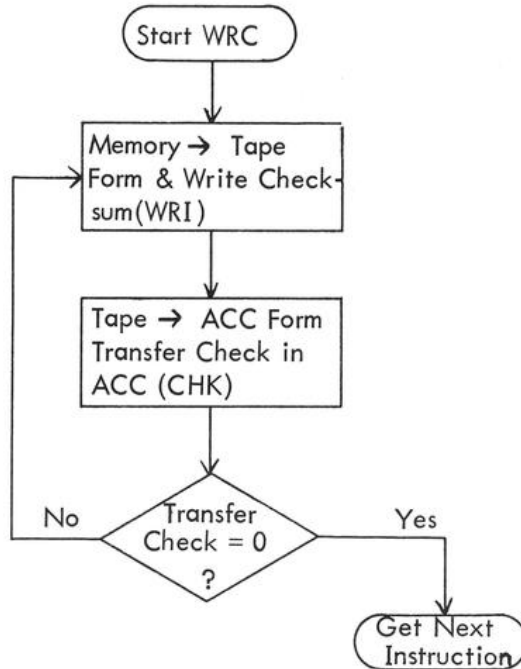 Start WRC
Memory → Tape
Form & Write Check-
sum(WRI)
Tape → ACC Form
Transfer Check in
ACC (CHK)
No
Transfer
Yes
Check = 0
?
Get Next
Instruction